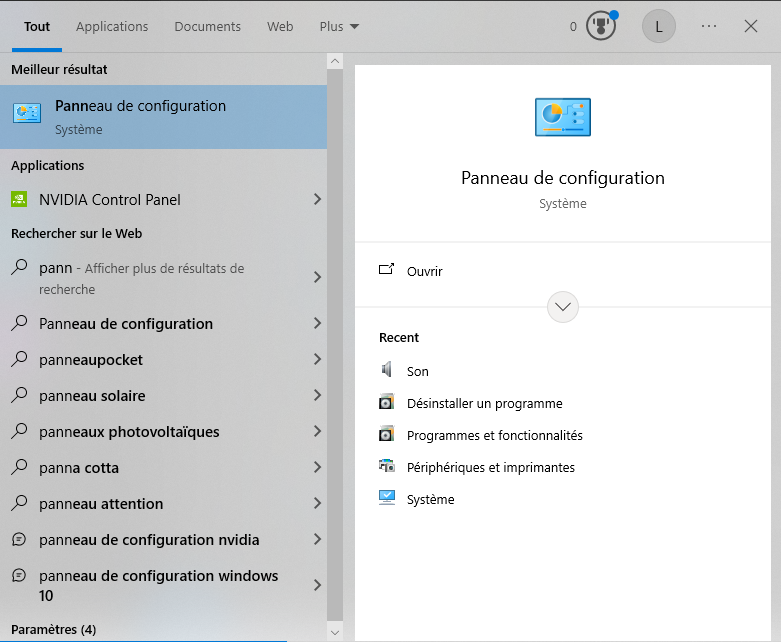 Tout Applications Documents Web Plus 0 L
Meilleur résultat
Panneau de configuration
Système
Applications
NVIDIA Control Panel
Rechercher sur le Web
pann - Afficher plus de résultats de
recherche
Panneau de configuration
panneaupocket
panneau solaire
panneaux photovoltaïques
panna cotta
panneau attention
panneau de configuration nvidia
panneau de configuration windows
10
Paramètres (4)
Panneau de configuration
Système
Ouvrir
Recent
Son
Désinstaller un programme
Programmes et fonctionnalités
Périphériques et imprimantes
Système